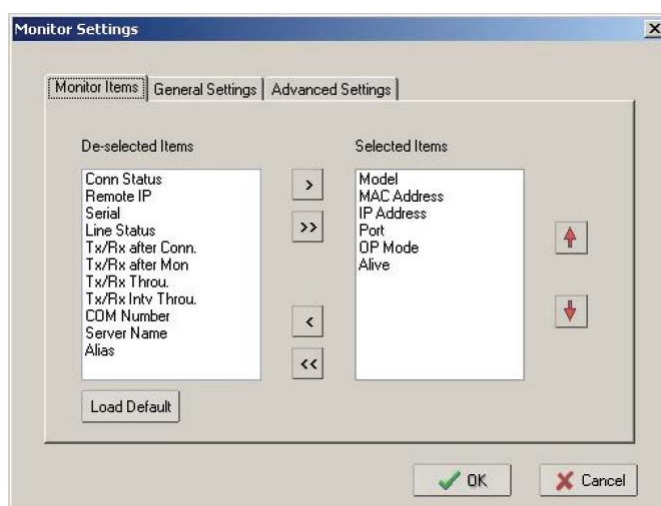 Monitor Settings
Monitor Items General Settings Advanced Settings
De-selected Items
Conn Status
Remote IP
Serial
Line Status
Tx/Rx after Conn.
Tx/Rx after Mon
Tx/Rx Throu.
Tx/Rx Intv Throu.
COM Number
Server Name
Alias
>
>>
<
<<
Selected Items
Model
MAC Address
IP Address
Port
OP Mode
Alive
Load Default
OK Cancel